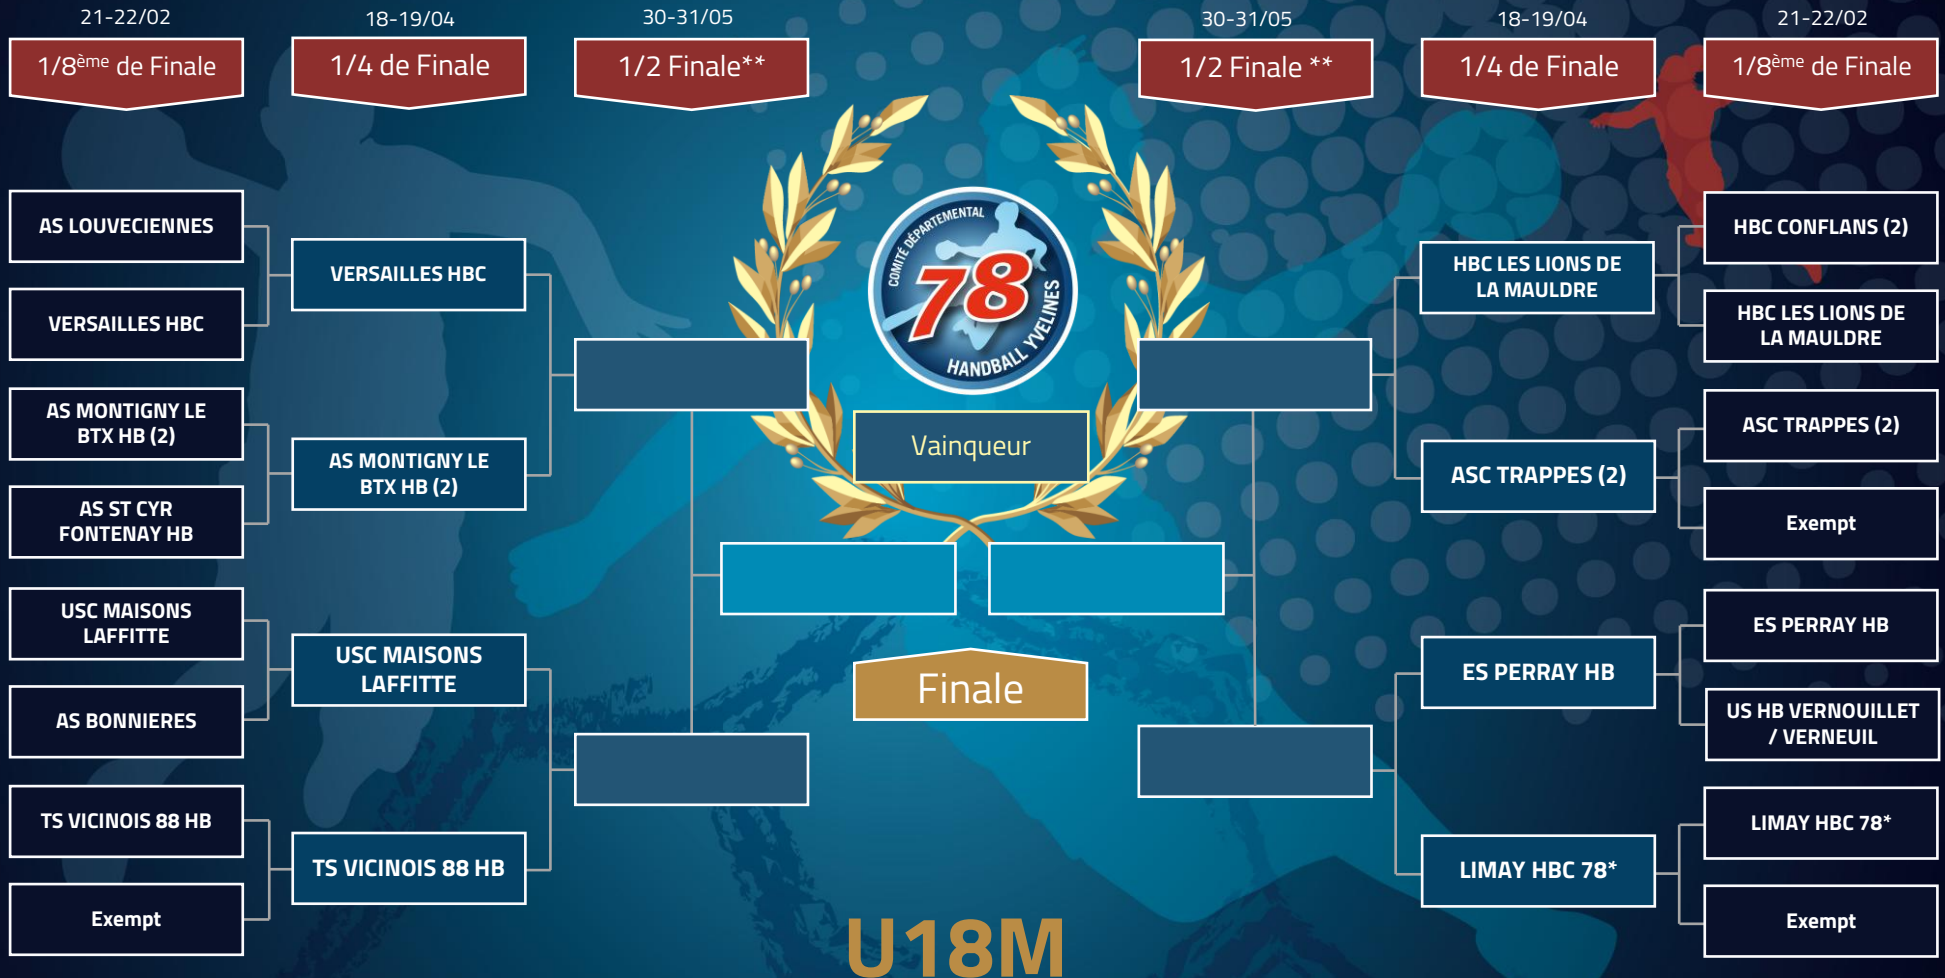 21-22/02
18-19/04
30-31/05
30-31/05
18-19/04
21-22/02
1/8ème de Finale
1/4 de Finale
1/2 Finale**
1/2 Finale **
1/4 de Finale
1/8ème de Finale
AS LOUVECIENNES
VERSAILLES HBC
AS MONTIGNY LE
BTX HB (2)
AS ST CYR
FONTENAY HB
USC MAISONS
LAFFITTE
AS BONNIERES
TS VICINOIS 88 HB
Exempt
VERSAILLES HBC
AS MONTIGNY LE
BTX HB (2)
USC MAISONS
LAFFITTE
TS VICINOIS 88 HB
COMITÉ DÉPARTEMENTAL
78
HANDBALL YVELINES
Vainqueur
Finale
U18M
HBC LES LIONS DE
LA MAULDRE
ASC TRAPPES (2)
ES PERRAY HB
LIMAY HBC 78*
HBC CONFLANS (2)
HBC LES LIONS DE
LA MAULDRE
ASC TRAPPES (2)
Exempt
ES PERRAY HB
US HB VERNOUILLET
/ VERNEUIL
LIMAY HBC 78*
Exempt